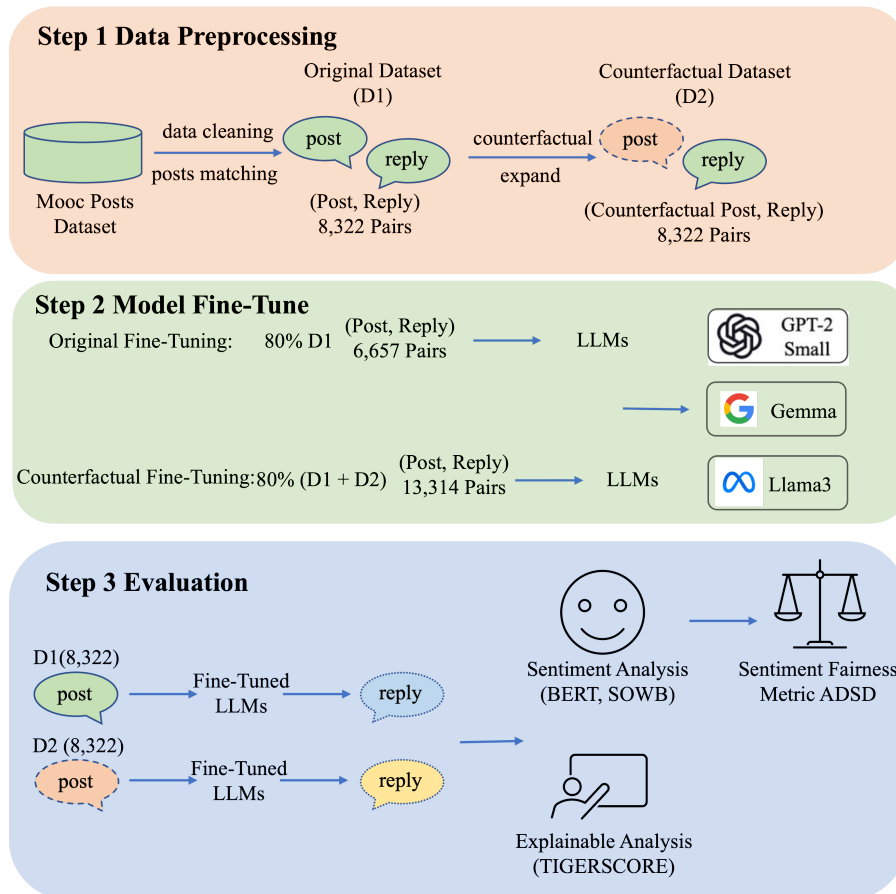 Step 1 Data Preprocessing
Original Dataset
(D1)
Counterfactual Dataset
(D2)
data cleaning
posts matching
post
reply
counterfactual
expand
post
reply
Mooc Posts
Dataset
(Post, Reply)
8,322 Pairs
(Counterfactual Post, Reply)
8,322 Pairs
Step 2 Model Fine-Tune
Original Fine-Tuning:
80% D1
(Post, Reply)
6,657 Pairs
LLMs
GPT-2
Small
Gemma
Counterfactual Fine-Tuning:
80% (D1 + D2)
(Post, Reply)
13,314 Pairs
LLMs
Llama3
Step 3 Evaluation
D1(8,322)
post
Fine-Tuned
LLMs
reply
D2 (8,322)
post
Fine-Tuned
LLMs
reply
Sentiment Analysis
(BERT, SOWB)
Sentiment Fairness
Metric ADSD
Explainable Analysis
(TIGERSCORE)